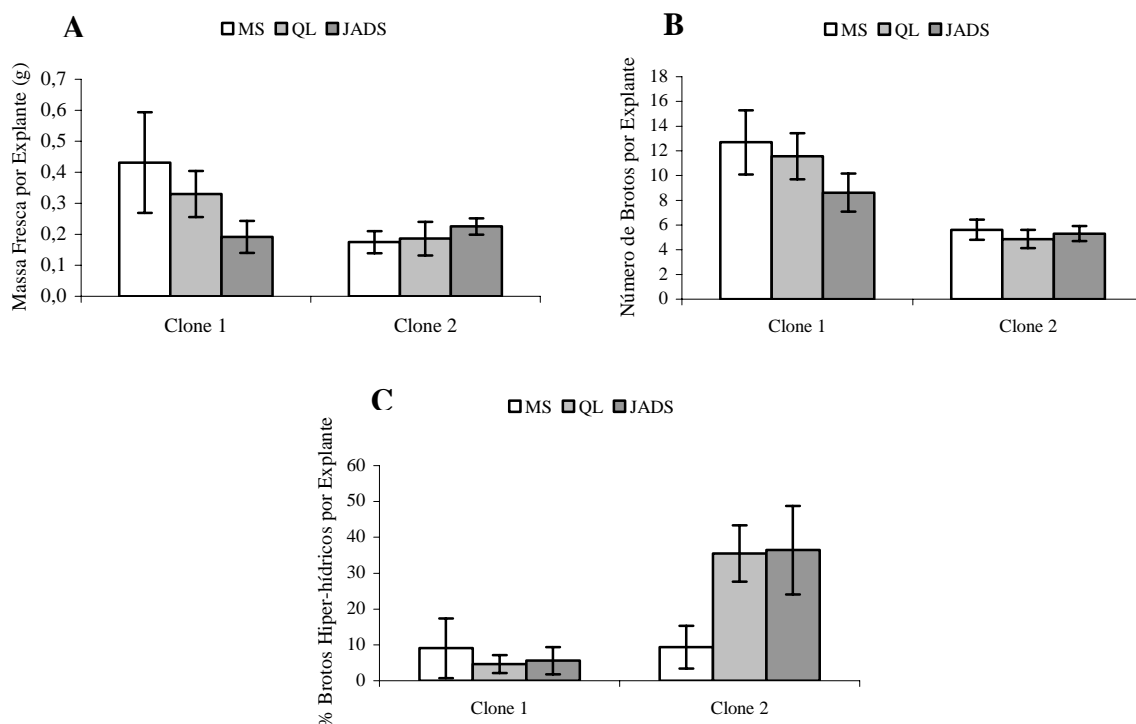 A
MS QL JADS
Massa Fresca por Explante (g)
0,7
0,6
0,5
0,4
0,3
0,2
0,1
0,0
Clone 1 Clone 2
B
MS QL JADS
Número de Brotos por Explante
18
16
14
12
10
8
6
4
2
0
Clone 1 Clone 2
C
MS QL JADS
% Brotos Hiper-hídricos por Explante
60
50
40
30
20
10
0
Clone 1 Clone 2